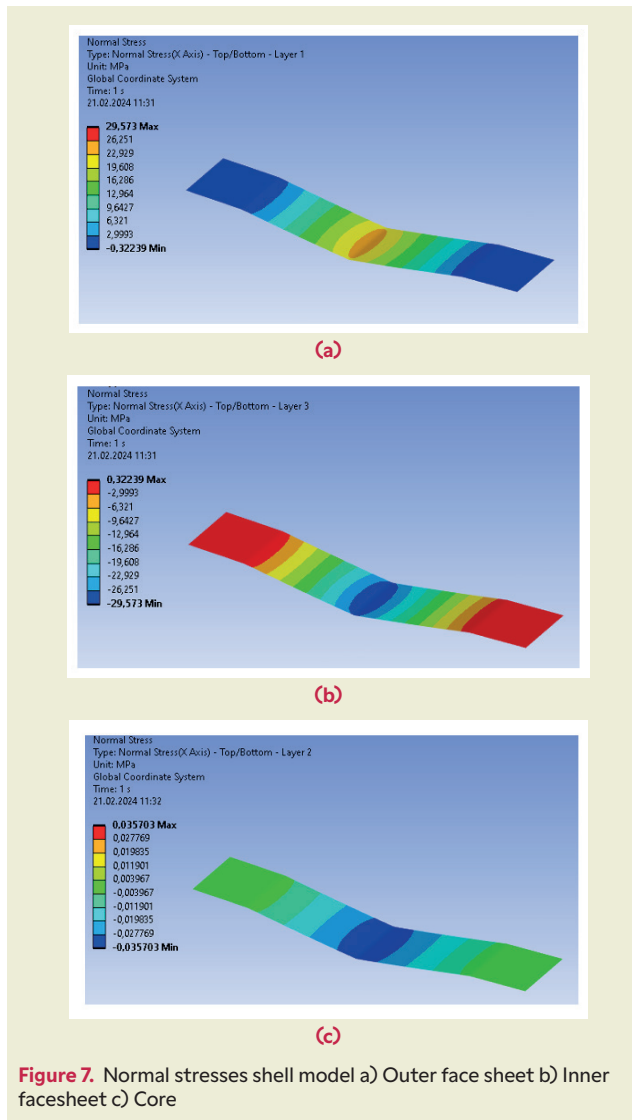 Normal Stress
Type: Normal Stress(X Axis) - Top/Bottom - Layer 1
Unit: MPa
Global Coordinate System
Time: 1 s
21.02.2024 11:31
29,573 Max
26,251
22,929
19,608
16,286
12,964
9,6427
6,321
2,9993
-0,32239 Min
(a)
Normal Stress
Type: Normal Stress(X Axis) - Top/Bottom - Layer 3
Unit: MPa
Global Coordinate System
Time: 1 s
21.02.2024 11:31
0,32239 Max
-2,9993
-6,321
-9,6427
-12,964
-16,286
-19,608
-22,929
-26,251
-29,573 Min
(b)
Normal Stress
Type: Normal Stress(X Axis) - Top/Bottom - Layer 2
Unit: MPa
Global Coordinate System
Time: 1 s
21.02.2024 11:32
0,035703 Max
0,027769
0,019835
0,011901
0,003967
-0,003967
-0,011901
-0,019835
-0,027769
-0,035703 Min
(c)
Figure 7. Normal stresses shell model a) Outer face sheet b) Inner
facesheet c) Core